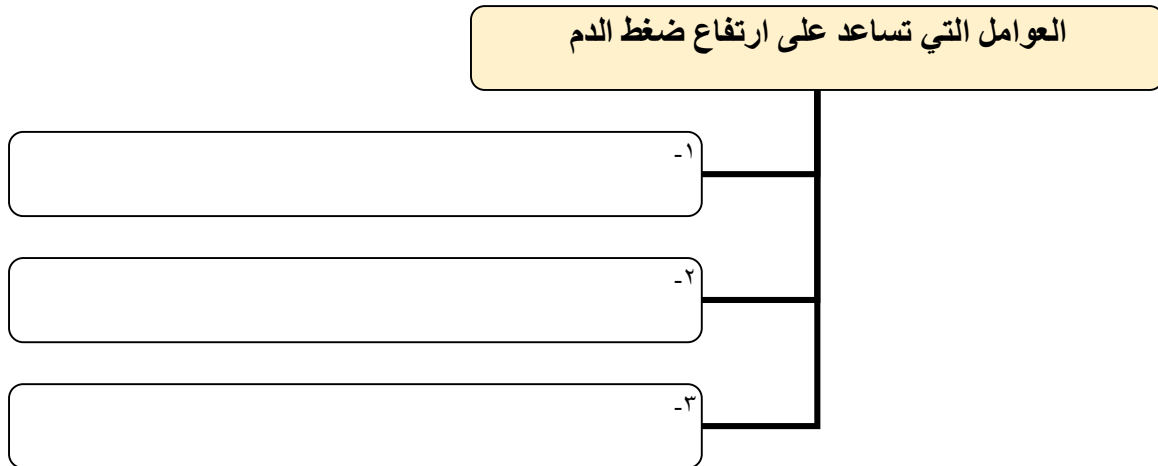 العوامل التي تساعد على ارتفاع ضغط الدم
١-
٢-
٣-